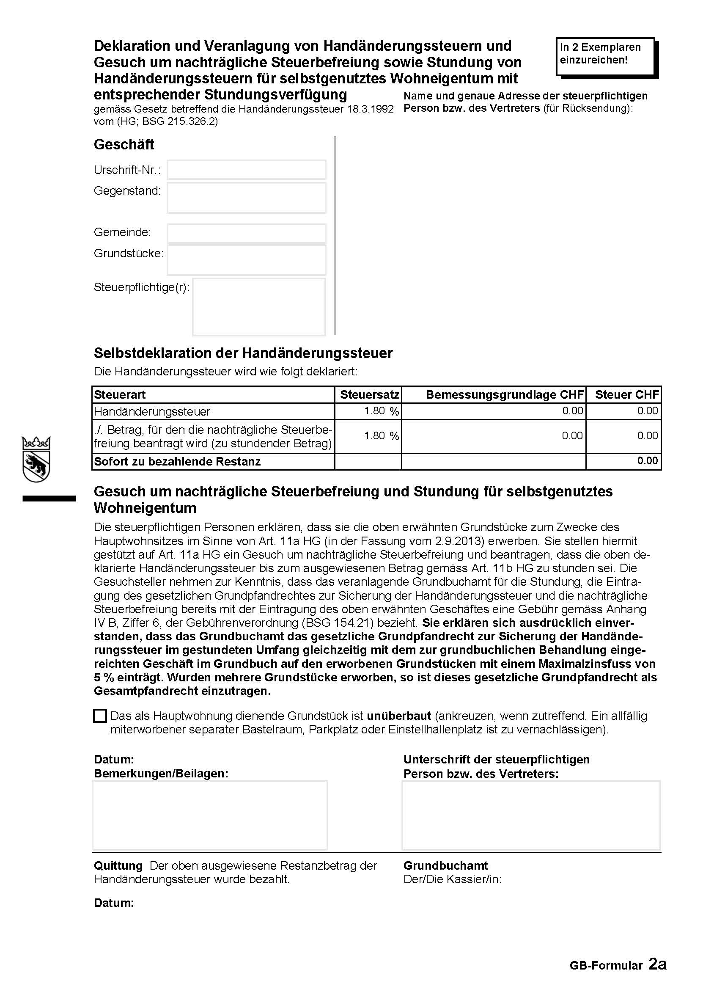 Deklaration und Veranlagung von Handänderungssteuern und
Gesuch um nachträgliche Steuerbefreiung sowie Stundung von
Handänderungssteuern für selbstgenutztes Wohneigentum mit
entsprechender Stundungsverfügung
gemäss Gesetz betreffend die Handänderungssteuer 18.3.1992
vom (HG; BSG 215.326.2)
In 2 Exemplaren
einzureichen!
Name und genaue Adresse der steuerpflichtigen
Person bzw. des Vertreters (für Rücksendung):
Geschäft
Urschrift-Nr.:
Gegenstand:
Gemeinde:
Grundstücke:
Steuerpflichtige(r):
Selbstdeklaration der Handänderungssteuer
Die Handänderungssteuer wird wie folgt deklariert:
Steuerart Steuersatz Bemessungsgrundlage CHF Steuer CHF
Handänderungssteuer 1.80 % 0.00 0.00
./. Betrag, für den die nachträgliche Steuerbe-
freiung beantragt wird (zu stundender Betrag) 1.80 % 0.00 0.00
Sofort zu bezahlende Restanz 0.00
Gesuch um nachträgliche Steuerbefreiung und Stundung für selbstgenutztes
Wohneigentum
Die steuerpflichtigen Personen erklären, dass sie die oben erwähnten Grundstücke zum Zwecke des
Hauptwohnsitzes im Sinne von Art. 11a HG (in der Fassung vom 2.9.2013) erwerben. Sie stellen hiermit
gestützt auf Art. 11a HG ein Gesuch um nachträgliche Steuerbefreiung und beantragen, dass die oben de-
klarierte Handänderungssteuer bis zum ausgewiesenen Betrag gemäss Art. 11b HG zu stunden sei. Die
Gesuchsteller nehmen zur Kenntnis, dass das veranlagende Grundbuchamt für die Stundung, die Eintra-
gung des gesetzlichen Grundpfandrechtes zur Sicherung der Handänderungssteuer und die nachträgliche
Steuerbefreiung bereits mit der Eintragung des oben erwähnten Geschäftes eine Gebühr gemäss Anhang
IV B, Ziffer 6, der Gebührenverordnung (BSG 154.21) bezieht. Sie erklären sich ausdrücklich einver-
standen, dass das Grundbuchamt das gesetzliche Grundpfandrecht zur Sicherung der Handände-
rungssteuer im gestundeten Umfang gleichzeitig mit dem zur grundbuchlichen Behandlung einge-
reichten Geschäft im Grundbuch auf den erworbenen Grundstücken mit einem Maximalzinsfuss von
5 % einträgt. Wurden mehrere Grundstücke erworben, so ist dieses gesetzliche Grundpfandrecht als
Gesamtpfandrecht einzutragen.
Das als Hauptwohnung dienende Grundstück ist unüberbaut (ankreuzen, wenn zutreffend. Ein allfällig
miterworbener separater Bastelraum, Parkplatz oder Einstellhallenplatz ist zu vernachlässigen).
Datum:
Bemerkungen/Beilagen:
Unterschrift der steuerpflichtigen
Person bzw. des Vertreters:
Quittung Der oben ausgewiesene Restanzbetrag der
Handänderungssteuer wurde bezahlt.
Grundbuchamt
Der/Die Kassier/in:
Datum:
GB-Formular 2a